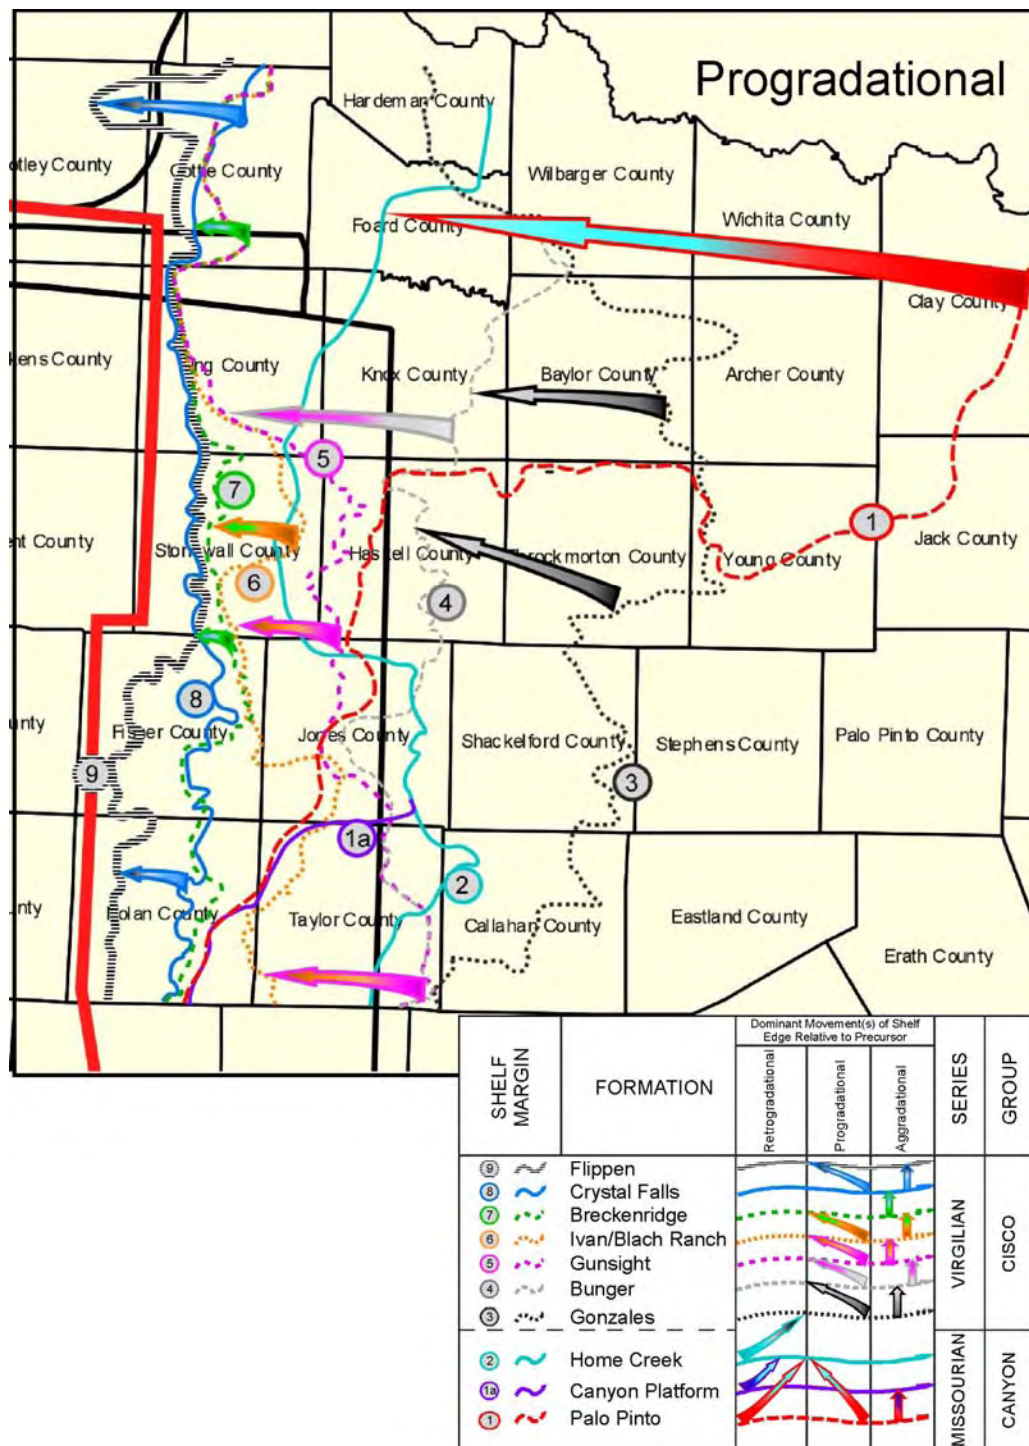 Progradational
Hardeman County
otley County
Cottle County
Wilbarger County
Wichita County
Foard County
Clay County
kens County
ng County
Knox County
Baylor County
Archer County
5
7
1
ent County
Stonewall County
Haskell County
hrockmorton County
Young County
Jack County
6
4
8
unty
Fisher County
Jones County
Shackelford County
Stephens County
Palo Pinto County
9
3
1a
2
nty
Nolan County
Taylor County
Callahan County
Eastland County
Erath County
SHELF MARGIN
FORMATION
Dominant Movement(s) of Shelf
Edge Relative to Precursor
Retrogradational
Progradational
Aggradational
SERIES
GROUP
9 Flippen
8 Crystal Falls
7 Breckenridge
6 Ivan/Blach Ranch
5 Gunsight
4 Bunger
3 Gonzales
VIRGILIAN
CISCO
2 Home Creek
1a Canyon Platform
1 Palo Pinto
MISSOURIAN
CANYON